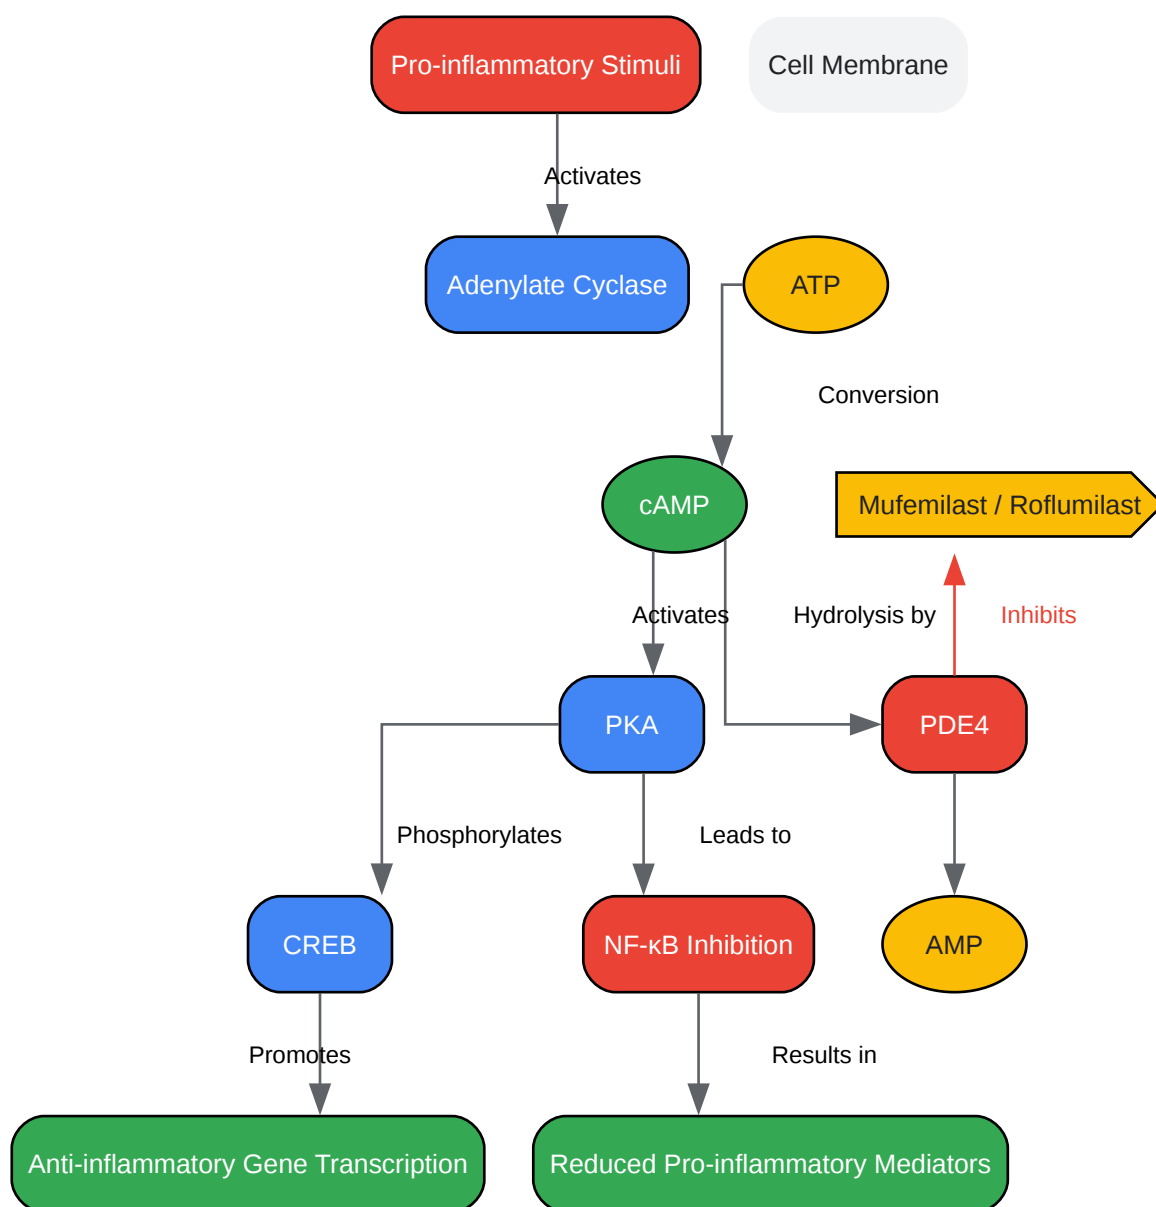 Pro-inflammatory Stimuli
Cell Membrane
Activates
Adenylate Cyclase
ATP
Conversion
cAMP
Mufemilast / Roflumilast
Activates
Hydrolysis by
Inhibits
PKA
PDE4
Phosphorylates
Leads to
CREB
NF-κB Inhibition
AMP
Promotes
Results in
Anti-inflammatory Gene Transcription
Reduced Pro-inflammatory Mediators